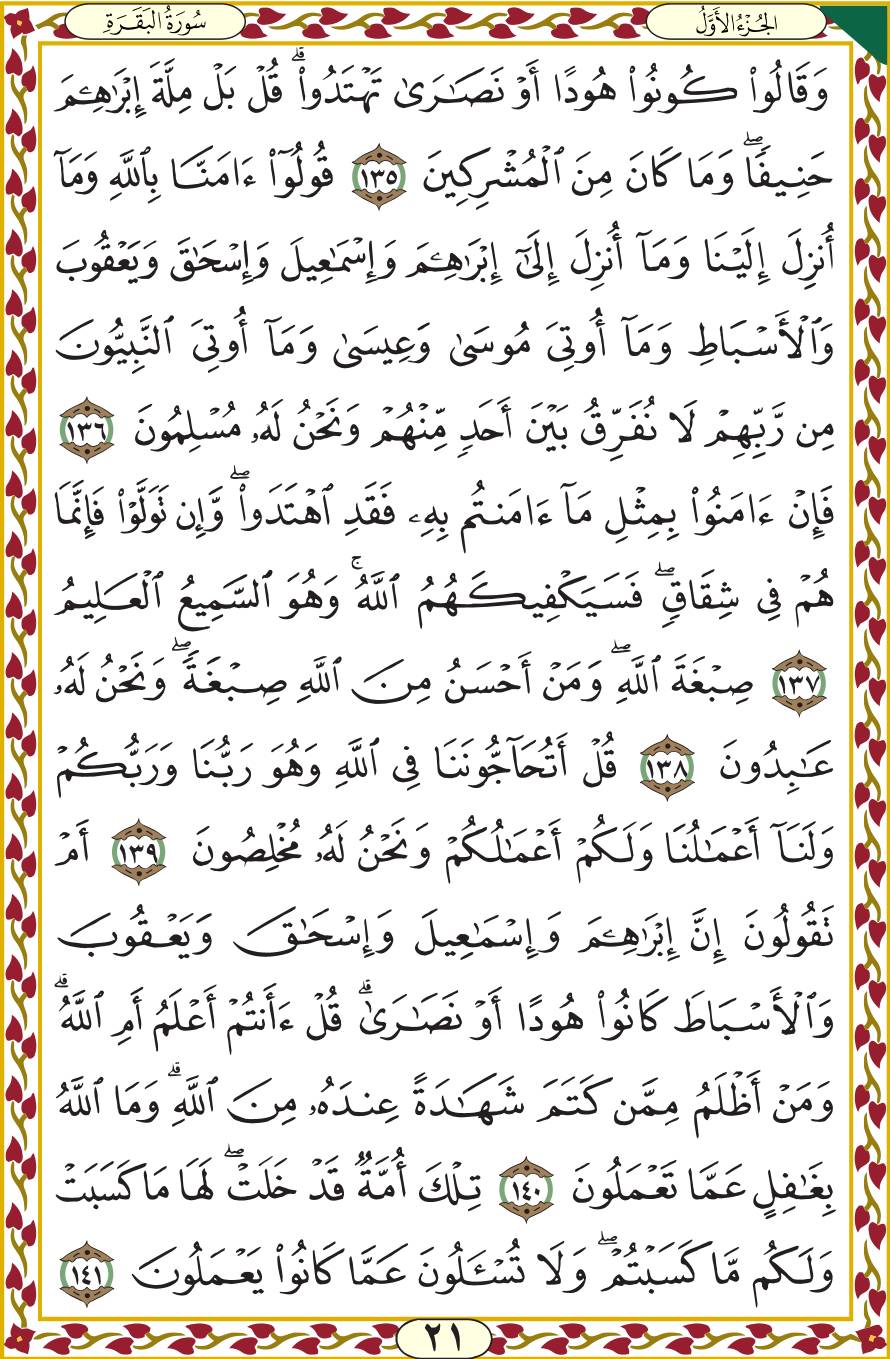 الجُزْءُ الأَوَّلُ
سُورَةُ البَقَرَةِ
وَقَالُوا۟ كُونُوا۟ هُودًا أَوْ نَصَـٰرَىٰ تَهْتَدُوا۟ۗ قُلْ بَلْ مِلَّةَ إِبْرَٰهِـۧمَ
حَنِيفًاۖ وَمَا كَانَ مِنَ ٱلْمُشْرِكِينَ ١٣٥ قُولُوٓا۟ ءَامَنَّا بِٱللَّهِ وَمَآ
أُنزِلَ إِلَيْنَا وَمَآ أُنزِلَ إِلَىٰٓ إِبْرَٰهِـۧمَ وَإِسْمَـٰعِيلَ وَإِسْحَـٰقَ وَيَعْقُوبَ
وَٱلْأَسْبَاطِ وَمَآ أُوتِىَ مُوسَىٰ وَعِيسَىٰ وَمَآ أُوتِىَ ٱلنَّبِيُّونَ
مِن رَّبِّهِمْ لَا نُفَرِّقُ بَيْنَ أَحَدٍ مِّنْهُمْ وَنَحْنُ لَهُۥ مُسْلِمُونَ ١٣٦
فَإِنْ ءَامَنُوا۟ بِمِثْلِ مَآ ءَامَنتُم بِهِۦ فَقَدِ ٱهْتَدَوا۟ۖ وَّإِن تَوَلَّوْا۟ فَإِنَّمَا
هُمْ فِى شِقَاقٍۖ فَسَيَكْفِيكَهُمُ ٱللَّهُۚ وَهُوَ ٱلسَّمِيعُ ٱلْعَلِيمُ
١٣٧ صِبْغَةَ ٱللَّهِۖ وَمَنْ أَحْسَنُ مِنَ ٱللَّهِ صِبْغَةًۖ وَنَحْنُ لَهُۥ
عَـٰبِدُونَ ١٣٨ قُلْ أَتُحَآجُّونَنَا فِى ٱللَّهِ وَهُوَ رَبُّنَا وَرَبُّكُمْ
وَلَنَآ أَعْمَـٰلُنَا وَلَكُمْ أَعْمَـٰلُكُمْ وَنَحْنُ لَهُۥ مُخْلِصُونَ ١٣٩ أَمْ
تَقُولُونَ إِنَّ إِبْرَٰهِـۧمَ وَإِسْمَـٰعِيلَ وَإِسْحَـٰقَ وَيَعْقُوبَ
وَٱلْأَسْبَاطَ كَانُوا۟ هُودًا أَوْ نَصَـٰرَىٰۗ قُلْ ءَأَنتُمْ أَعْلَمُ أَمِ ٱللَّهُۗ
وَمَنْ أَظْلَمُ مِمَّن كَتَمَ شَهَـٰدَةً عِندَهُۥ مِنَ ٱللَّهِۗ وَمَا ٱللَّهُ
بِغَـٰفِلٍ عَمَّا تَعْمَلُونَ ١٤٠ تِلْكَ أُمَّةٌ قَدْ خَلَتْۖ لَهَا مَا كَسَبَتْ
وَلَكُم مَّا كَسَبْتُمْۖ وَلَا تُسْـَٔلُونَ عَمَّا كَانُوا۟ يَعْمَلُونَ ١٤١
٢١